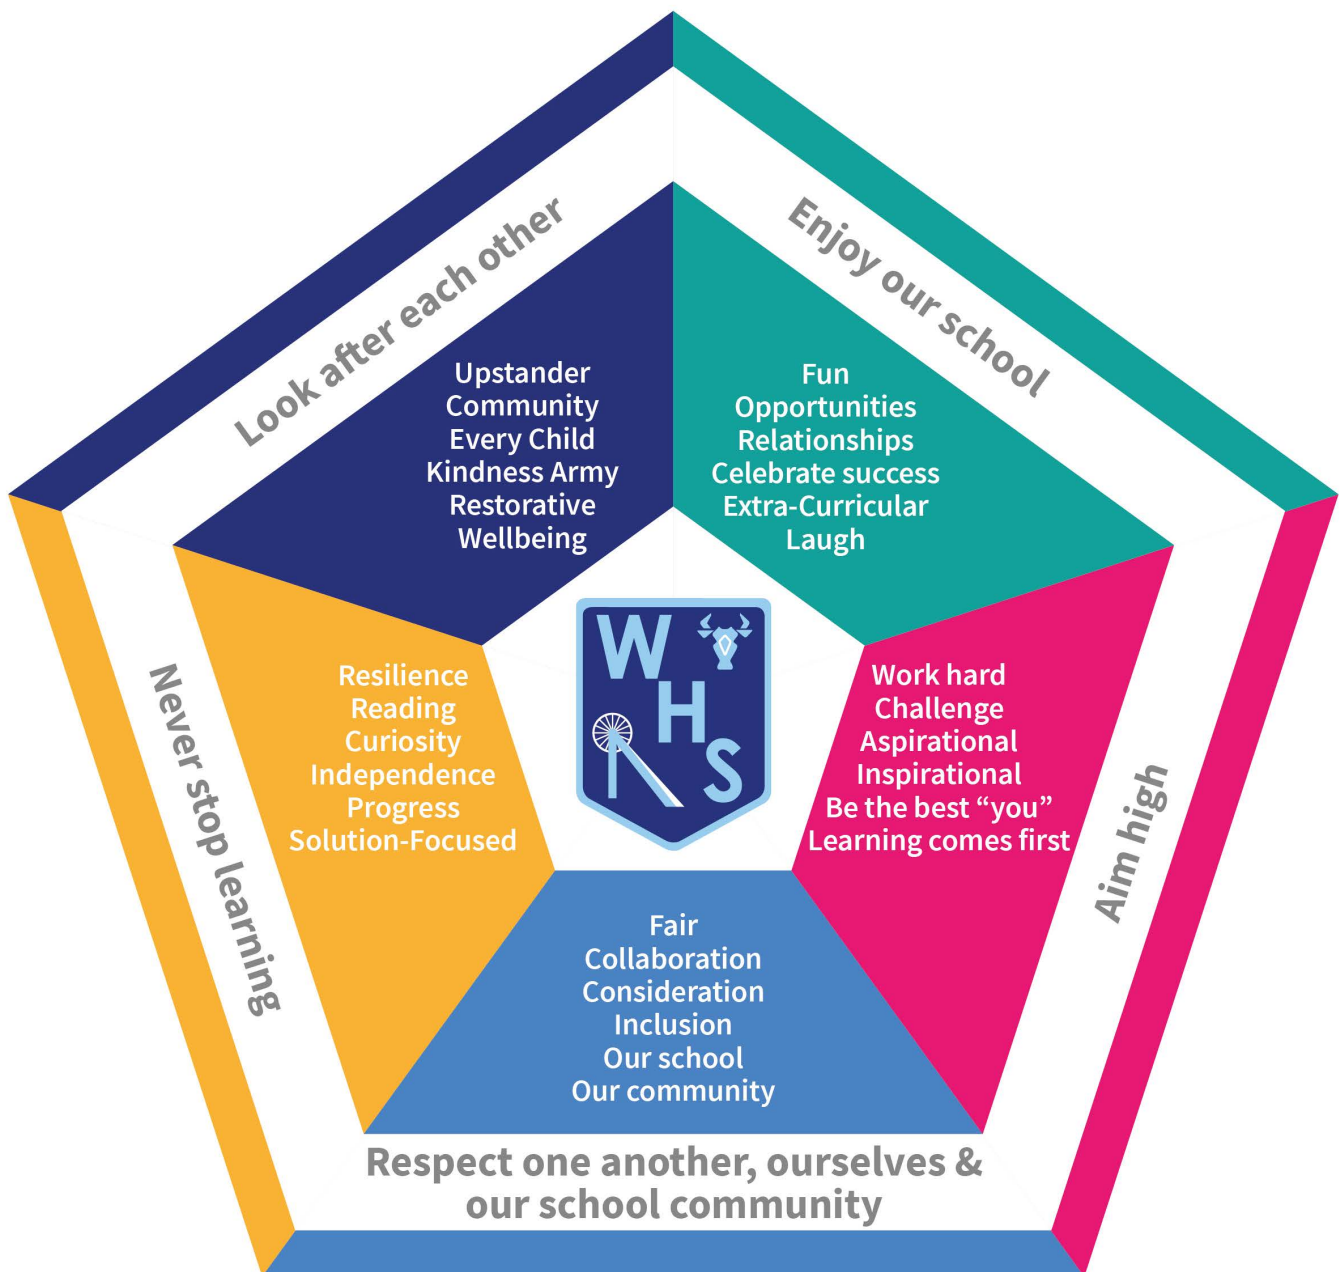 Look after each other
Upstander
Community
Every Child
Kindness Army
Restorative
Wellbeing
Enjoy our school
Fun
Opportunities
Relationships
Celebrate success
Extra-Curricular
Laugh
Never stop learning
Resilience
Reading
Curiosity
Independence
Progress
Solution-Focused
W
H
S
Work hard
Challenge
Aspirational
Inspirational
Be the best “you”
Learning comes first
Aim high
Fair
Collaboration
Consideration
Inclusion
Our school
Our community
Respect one another, ourselves &
our school community